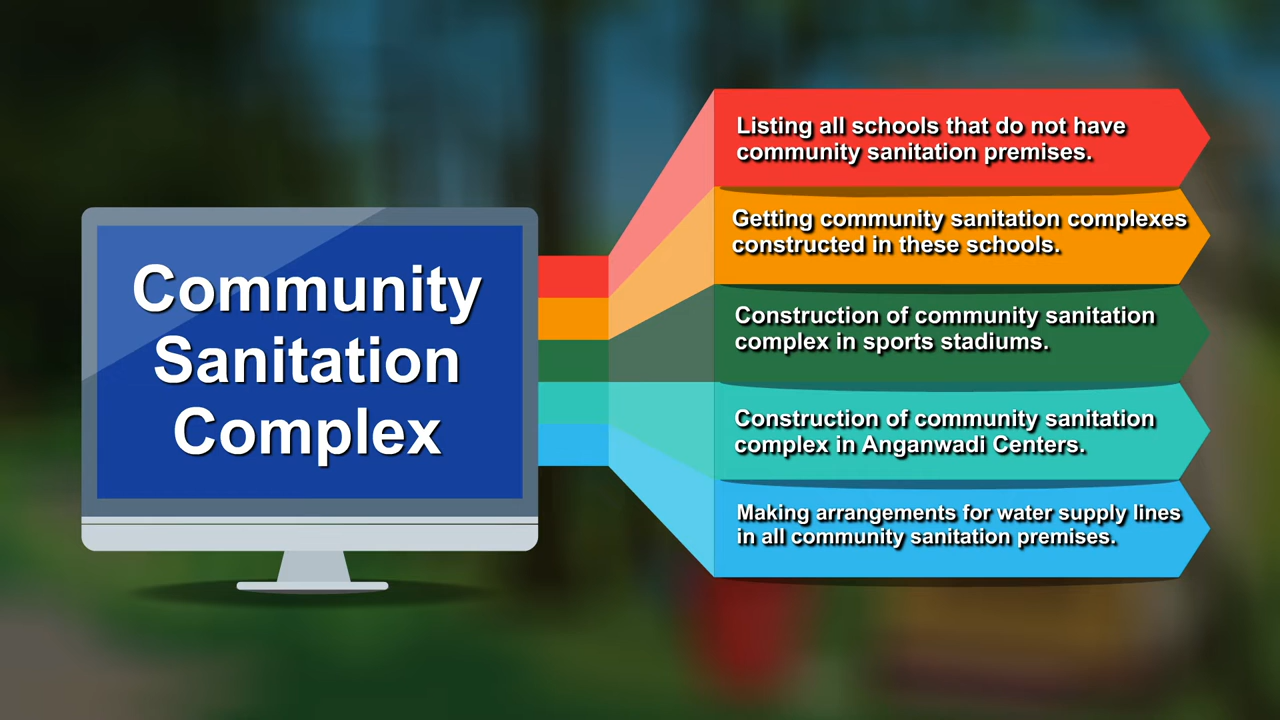 Community
Sanitation
Complex
Listing all schools that do not have
community sanitation premises.
Getting community sanitation complexes
constructed in these schools.
Construction of community sanitation
complex in sports stadiums.
Construction of community sanitation
complex in Anganwadi Centers.
Making arrangements for water supply lines
in all community sanitation premises.